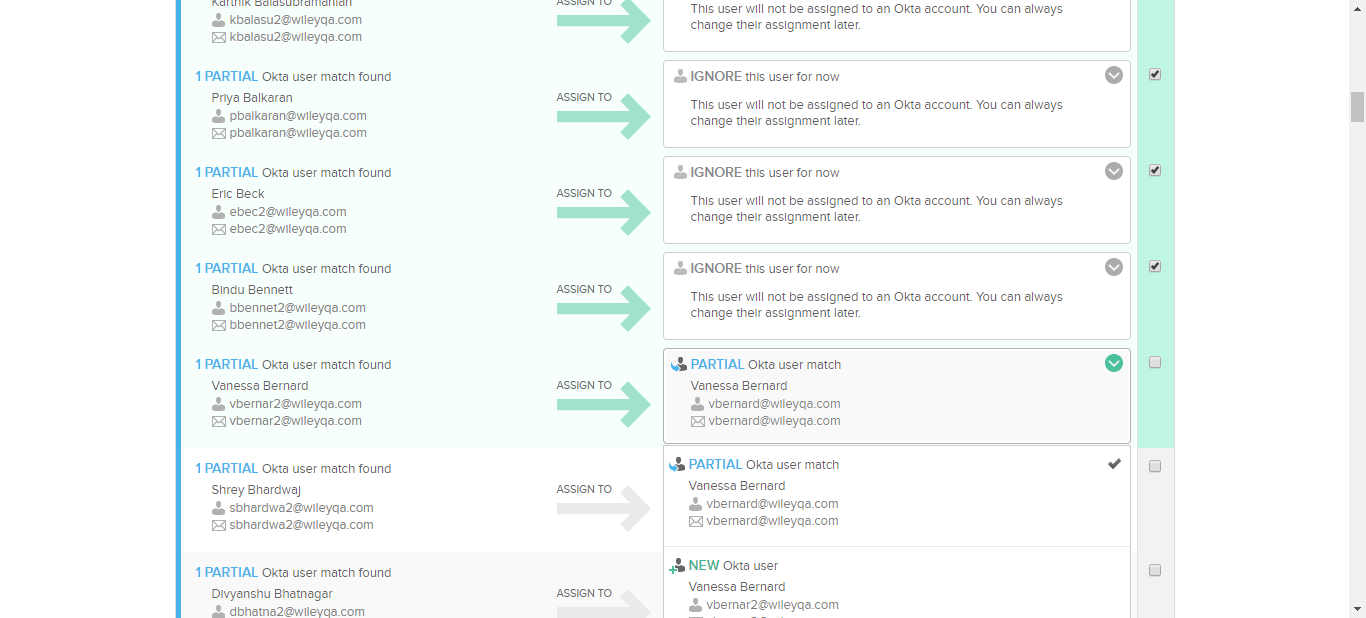 Karthik Balasubramanian
kbalasu2@wileyqa.com
kbalasu2@wileyqa.com
ASSIGN TO
This user will not be assigned to an Okta account. You can always
change their assignment later.
1 PARTIAL Okta user match found
Priya Balkaran
pbalkaran@wileyqa.com
pbalkaran@wileyqa.com
ASSIGN TO
IGNORE this user for now
This user will not be assigned to an Okta account. You can always
change their assignment later.
1 PARTIAL Okta user match found
Eric Beck
ebec2@wileyqa.com
ebec2@wileyqa.com
ASSIGN TO
IGNORE this user for now
This user will not be assigned to an Okta account. You can always
change their assignment later.
1 PARTIAL Okta user match found
Bindu Bennett
bbennet2@wileyqa.com
bbennet2@wileyqa.com
ASSIGN TO
IGNORE this user for now
This user will not be assigned to an Okta account. You can always
change their assignment later.
1 PARTIAL Okta user match found
Vanessa Bernard
vbernar2@wileyqa.com
vbernar2@wileyqa.com
ASSIGN TO
PARTIAL Okta user match
Vanessa Bernard
vbernard@wileyqa.com
vbernard@wileyqa.com
1 PARTIAL Okta user match found
Shrey Bhardwaj
sbhardwa2@wileyqa.com
sbhardwa2@wileyqa.com
ASSIGN TO
PARTIAL Okta user match
Vanessa Bernard
vbernard@wileyqa.com
vbernard@wileyqa.com
1 PARTIAL Okta user match found
Divyanshu Bhatnagar
dbhatna2@wileyqa.com
ASSIGN TO
NEW Okta user
Vanessa Bernard
vbernar2@wileyqa.com